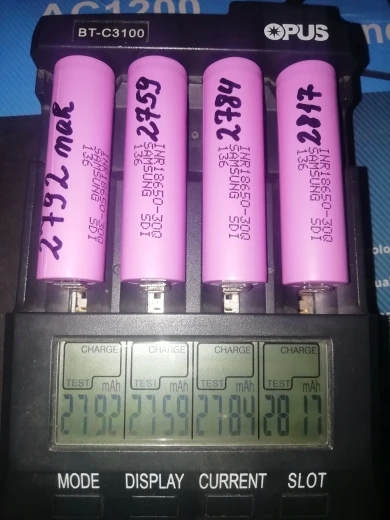 AC1200
BT-C3100
OPUS
2792 mah
INR18650-30Q
SAMSUNG SDI
136
2759
INR18650-30Q
SAMSUNG SDI
136
2784
INR18650-30Q
SAMSUNG SDI
136
2817
INR18650-30Q
SAMSUNG SDI
136
CHARGE CHARGE CHARGE CHARGE
TEST mAh TEST mAh TEST mAh TEST mAh
2792 2759 2784 2817
MODE DISPLAY CURRENT SLOT